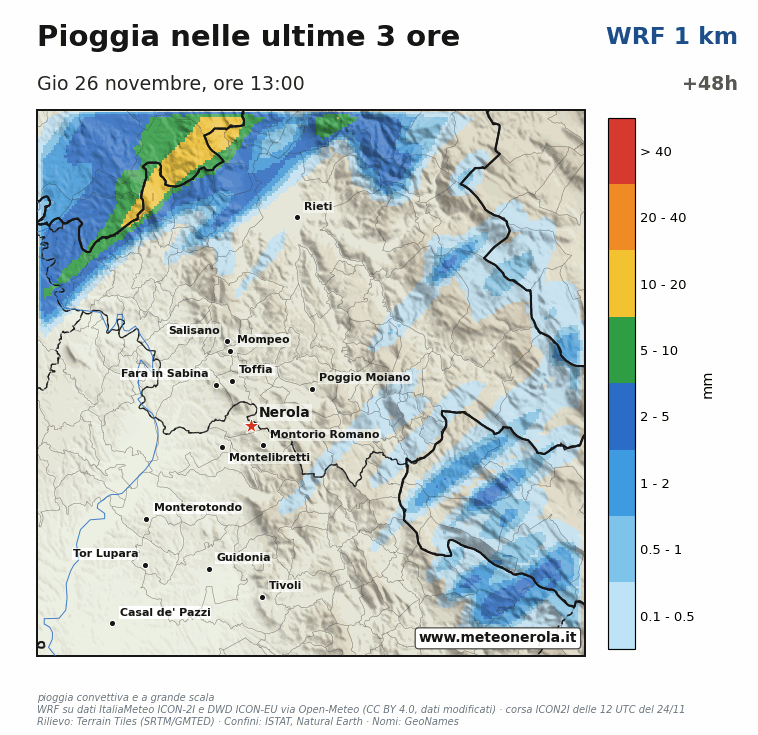 Pioggia nelle ultime 3 ore
WRF 1 km
Gio 26 novembre, ore 13:00
+48h
Rieti
Salisano
Mompeo
Fara in Sabina
Toffia
Poggio Moiano
Nerola
Montorio Romano
Montelibretti
Monterotondo
Tor Lupara
Guidonia
Tivoli
Casal de' Pazzi
www.meteonerola.it
> 40
20 - 40
10 - 20
5 - 10
2 - 5
1 - 2
0.5 - 1
0.1 - 0.5
mm
pioggia convettiva e a grande scala
WRF su dati ItaliaMeteo ICON-2I e DWD ICON-EU via Open-Meteo (CC BY 4.0, dati modificati) · corsa ICON2I delle 12 UTC del 24/11
Rilievo: Terrain Tiles (SRTM/GMTED) · Confini: ISTAT, Natural Earth · Nomi: GeoNames